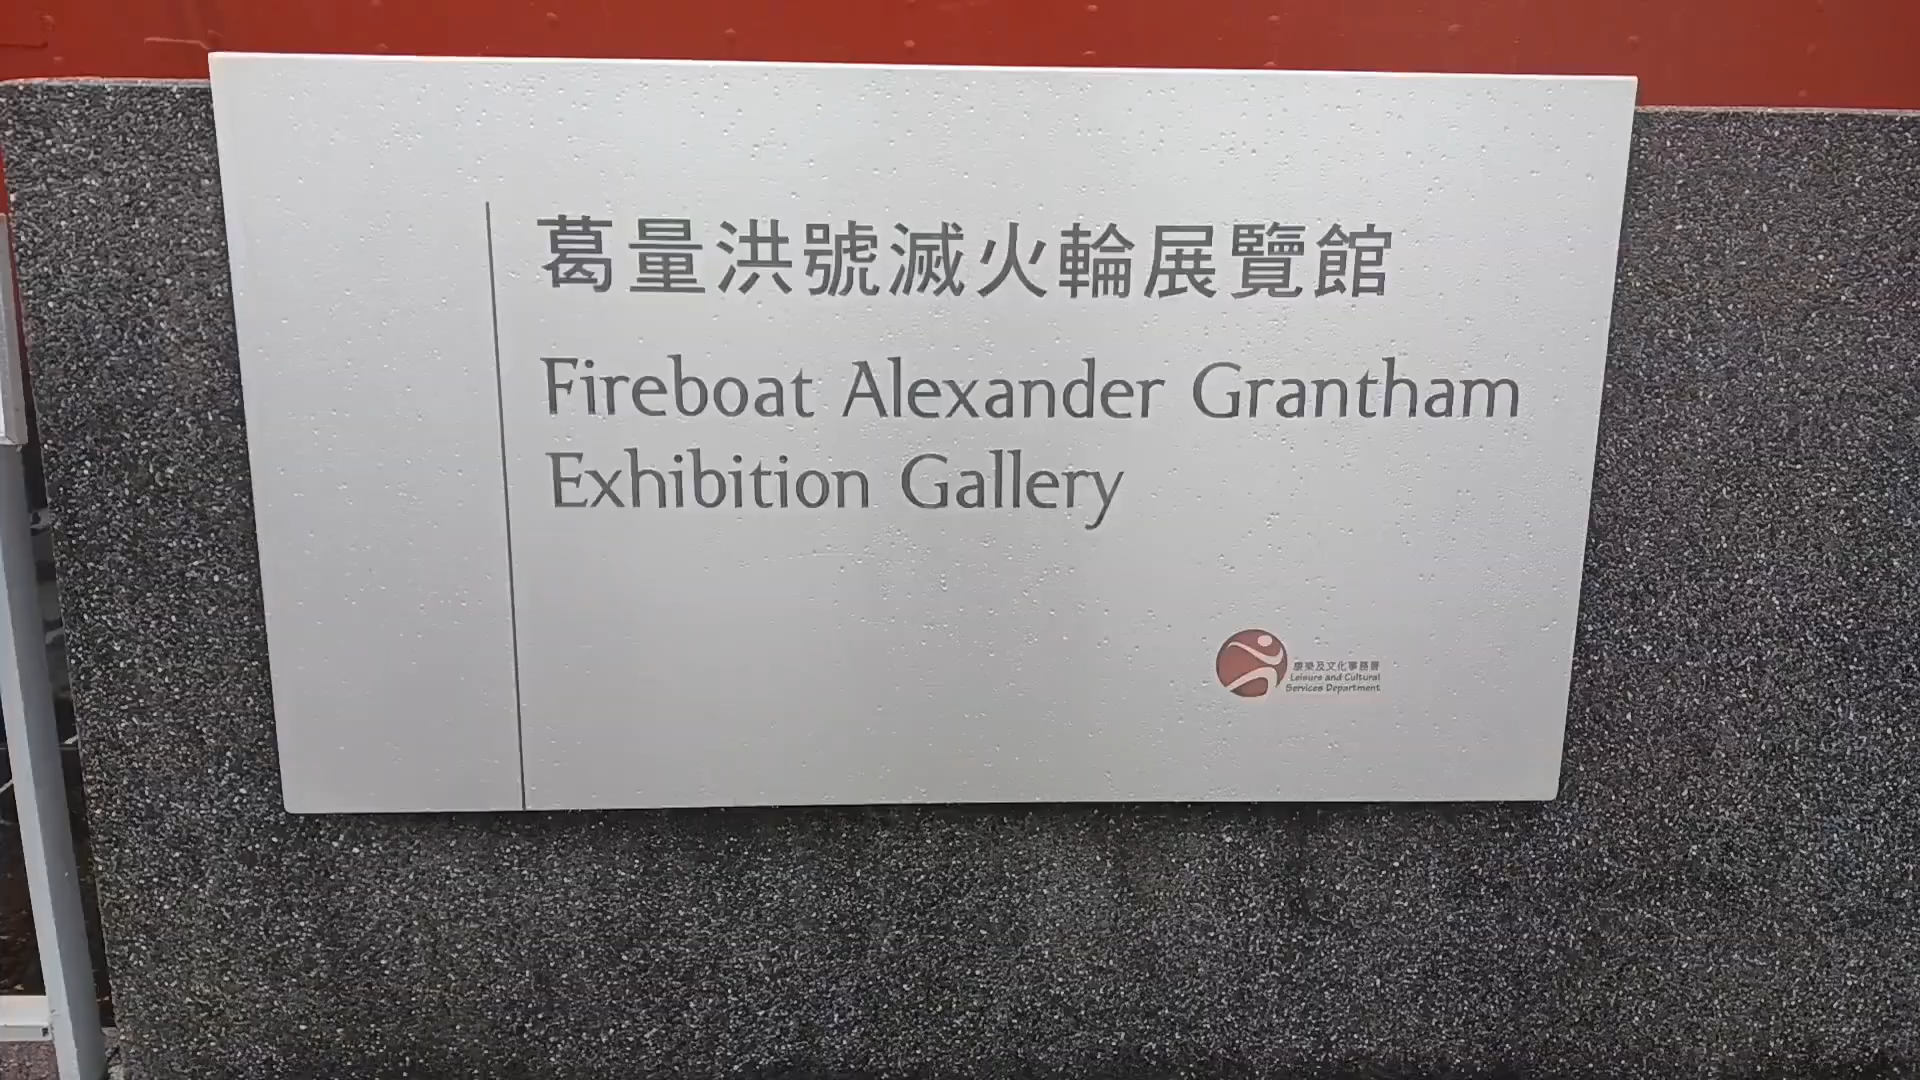 葛量洪號滅火輪展覽館
Fireboat Alexander Grantham
Exhibition Gallery
康樂及文化事務署
Leisure and Cultural
Services Department